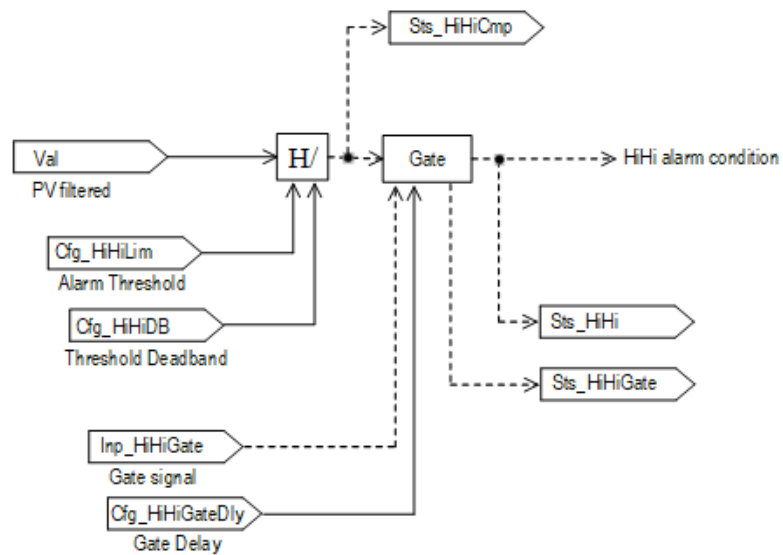 Sts_HiHiCmp
Val
H/
Gate
HiHi alarm condition
PV filtered
Cfg_HiHiLim
Alarm Threshold
Cfg_HiHiDB
Threshold Deadband
Sts_HiHi
Sts_HiHiGate
Inp_HiHiGate
Gate signal
Cfg_HiHiGateDly
Gate Delay